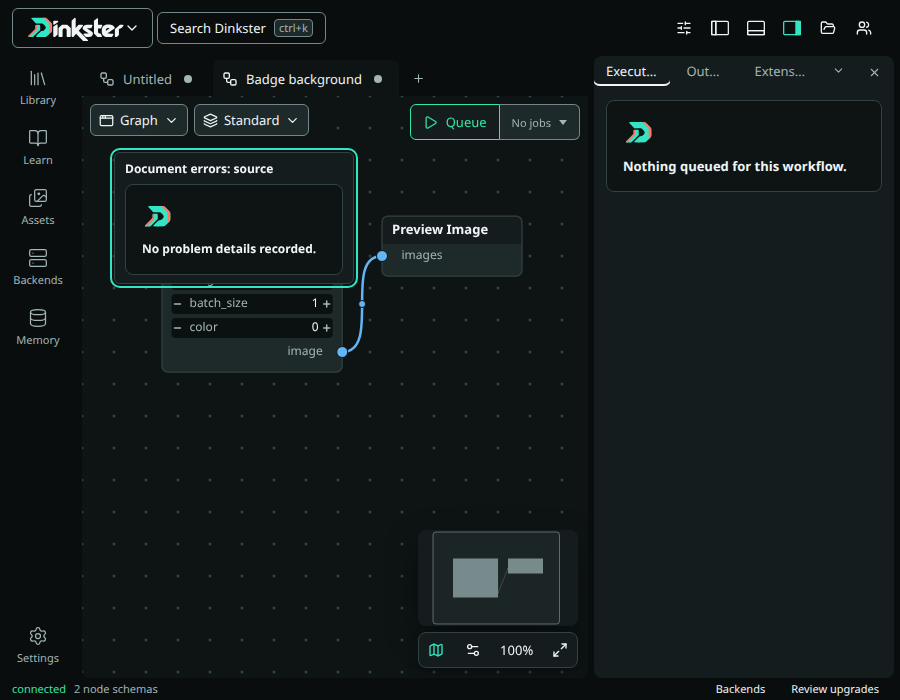 Dinkster
Search Dinkster ctrl+k
Library
Learn
Assets
Backends
Memory
Settings
Untitled
Badge background
Graph
Standard
Queue
No jobs
Document errors: source
No problem details recorded.
batch_size 1
color 0
image
Preview Image
images
100%
Execut...
Out...
Extens...
Nothing queued for this workflow.
connected 2 node schemas
Backends
Review upgrades